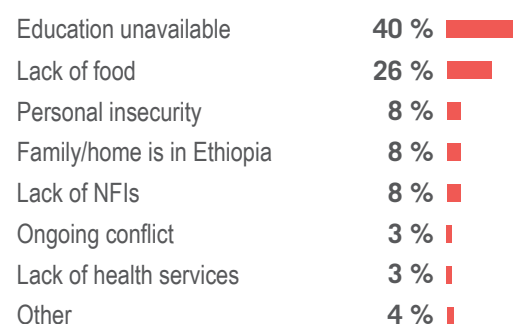 Education unavailable 40 %
Lack of food 26 %
Personal insecurity 8 %
Family/home is in Ethiopia 8 %
Lack of NFIs 8 %
Ongoing conflict 3 %
Lack of health services 3 %
Other 4 %